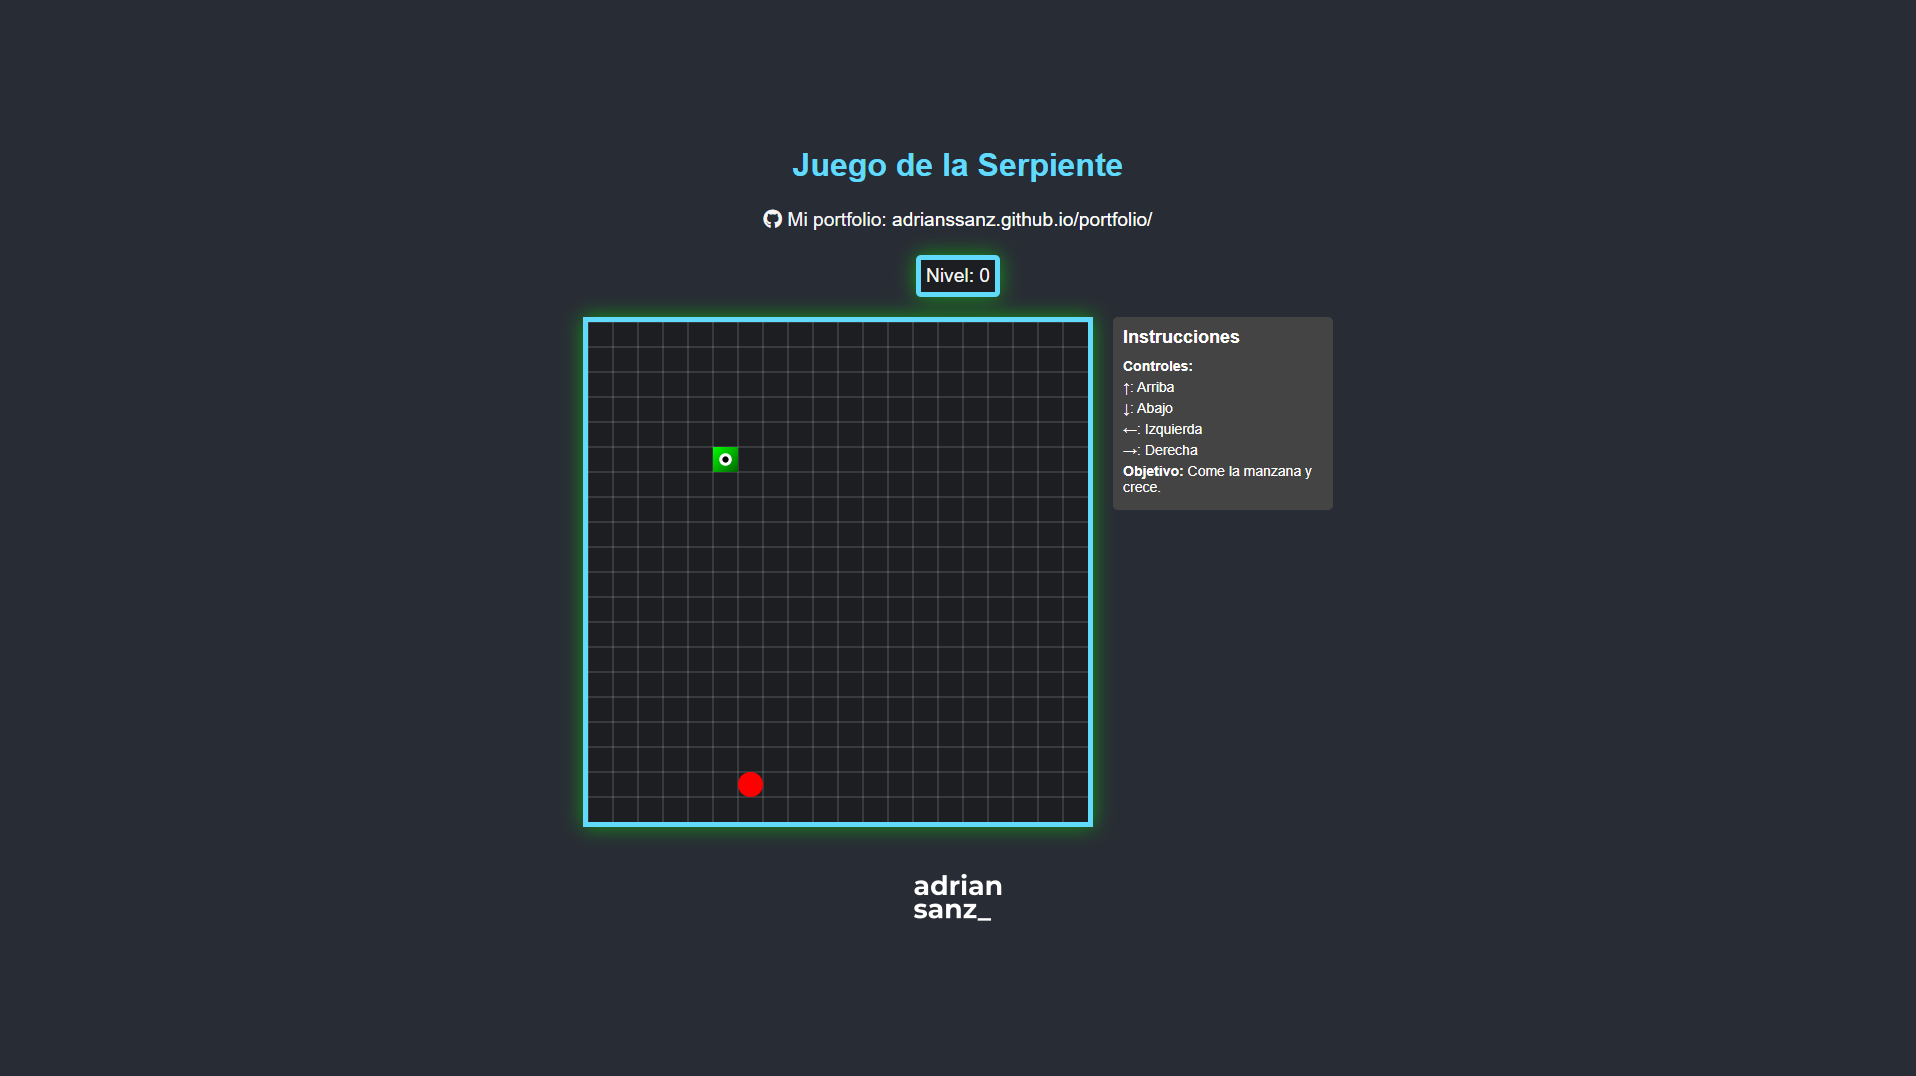 Juego de la Serpiente
Mi portfolio: adrianssanz.github.io/portfolio/
Nivel: 0
Instrucciones
Controles:
↑: Arriba
↓: Abajo
←: Izquierda
→: Derecha
Objetivo: Come la manzana y
crece.
adrian
sanz_